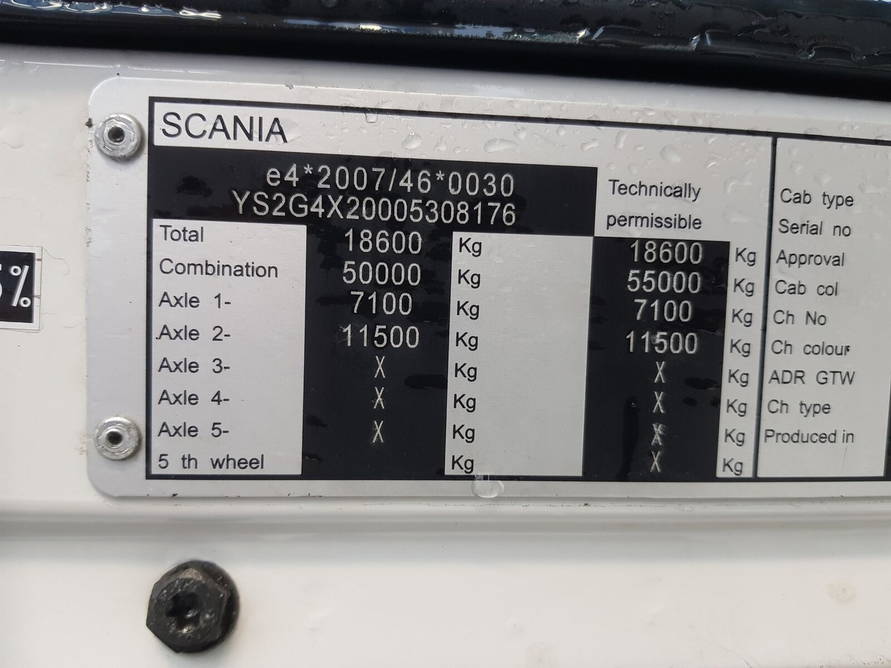 SCANIA
e4*2007/46*0030
YS2G4X20005308176
Technically
permissible
Total 18600 Kg 18600 Kg
Combination 50000 Kg 55000 Kg
Axle 1- 7100 Kg 7100 Kg
Axle 2- 11500 Kg 11500 Kg
Axle 3- X Kg X Kg
Axle 4- X Kg X Kg
Axle 5- X Kg X Kg
5 th wheel Kg X Kg
Cab type
Serial no
Approval
Cab col
Ch No
Ch colour
ADR GTW
Ch type
Produced in
5%